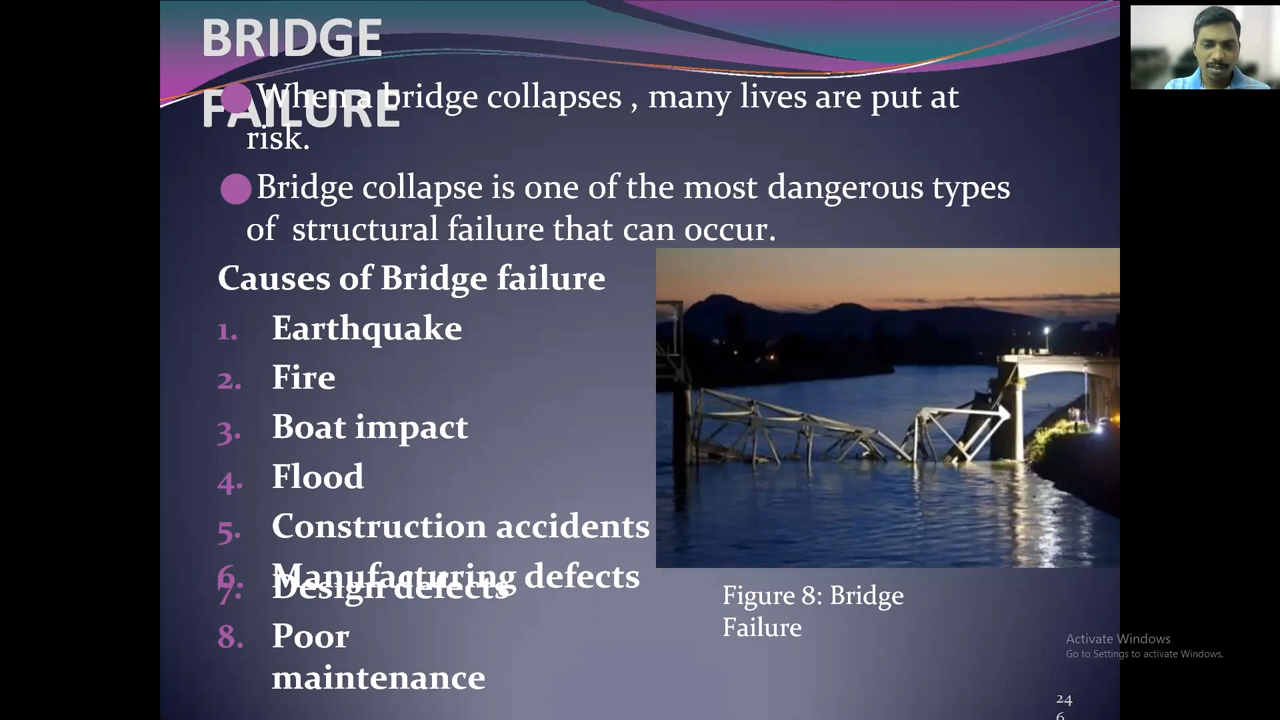 BRIDGE
FAILURE
When a bridge collapses , many lives are put at
risk.
Bridge collapse is one of the most dangerous types
of structural failure that can occur.
Causes of Bridge failure
1. Earthquake
2. Fire
3. Boat impact
4. Flood
5. Construction accidents
6. Manufacturing defects
7. Design defects
8. Poor
maintenance
Figure 8: Bridge
Failure
Activate Windows
Go to Settings to activate Windows.
24
6